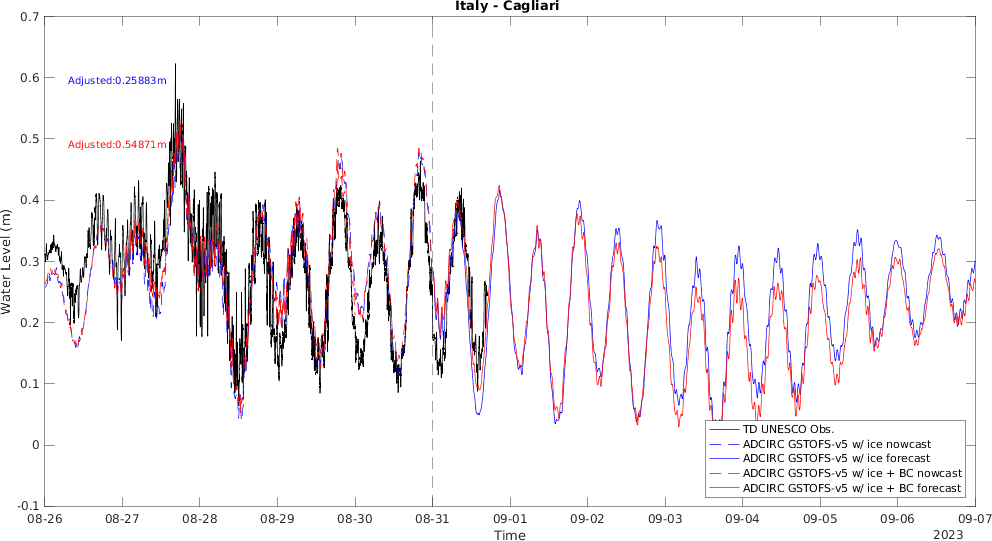 Italy - Cagliari
0.7
0.6
0.5
0.4
0.3
0.2
0.1
0
-0.1
Water Level (m)
Adjusted:0.25883m
Adjusted:0.54871m
TD UNESCO Obs.
ADCIRC GSTOFS-v5 w/ ice nowcast
ADCIRC GSTOFS-v5 w/ ice forecast
ADCIRC GSTOFS-v5 w/ ice + BC nowcast
ADCIRC GSTOFS-v5 w/ ice + BC forecast
08-26 08-27 08-28 08-29 08-30 08-31 09-01 09-02 09-03 09-04 09-05 09-06 09-07
Time
2023